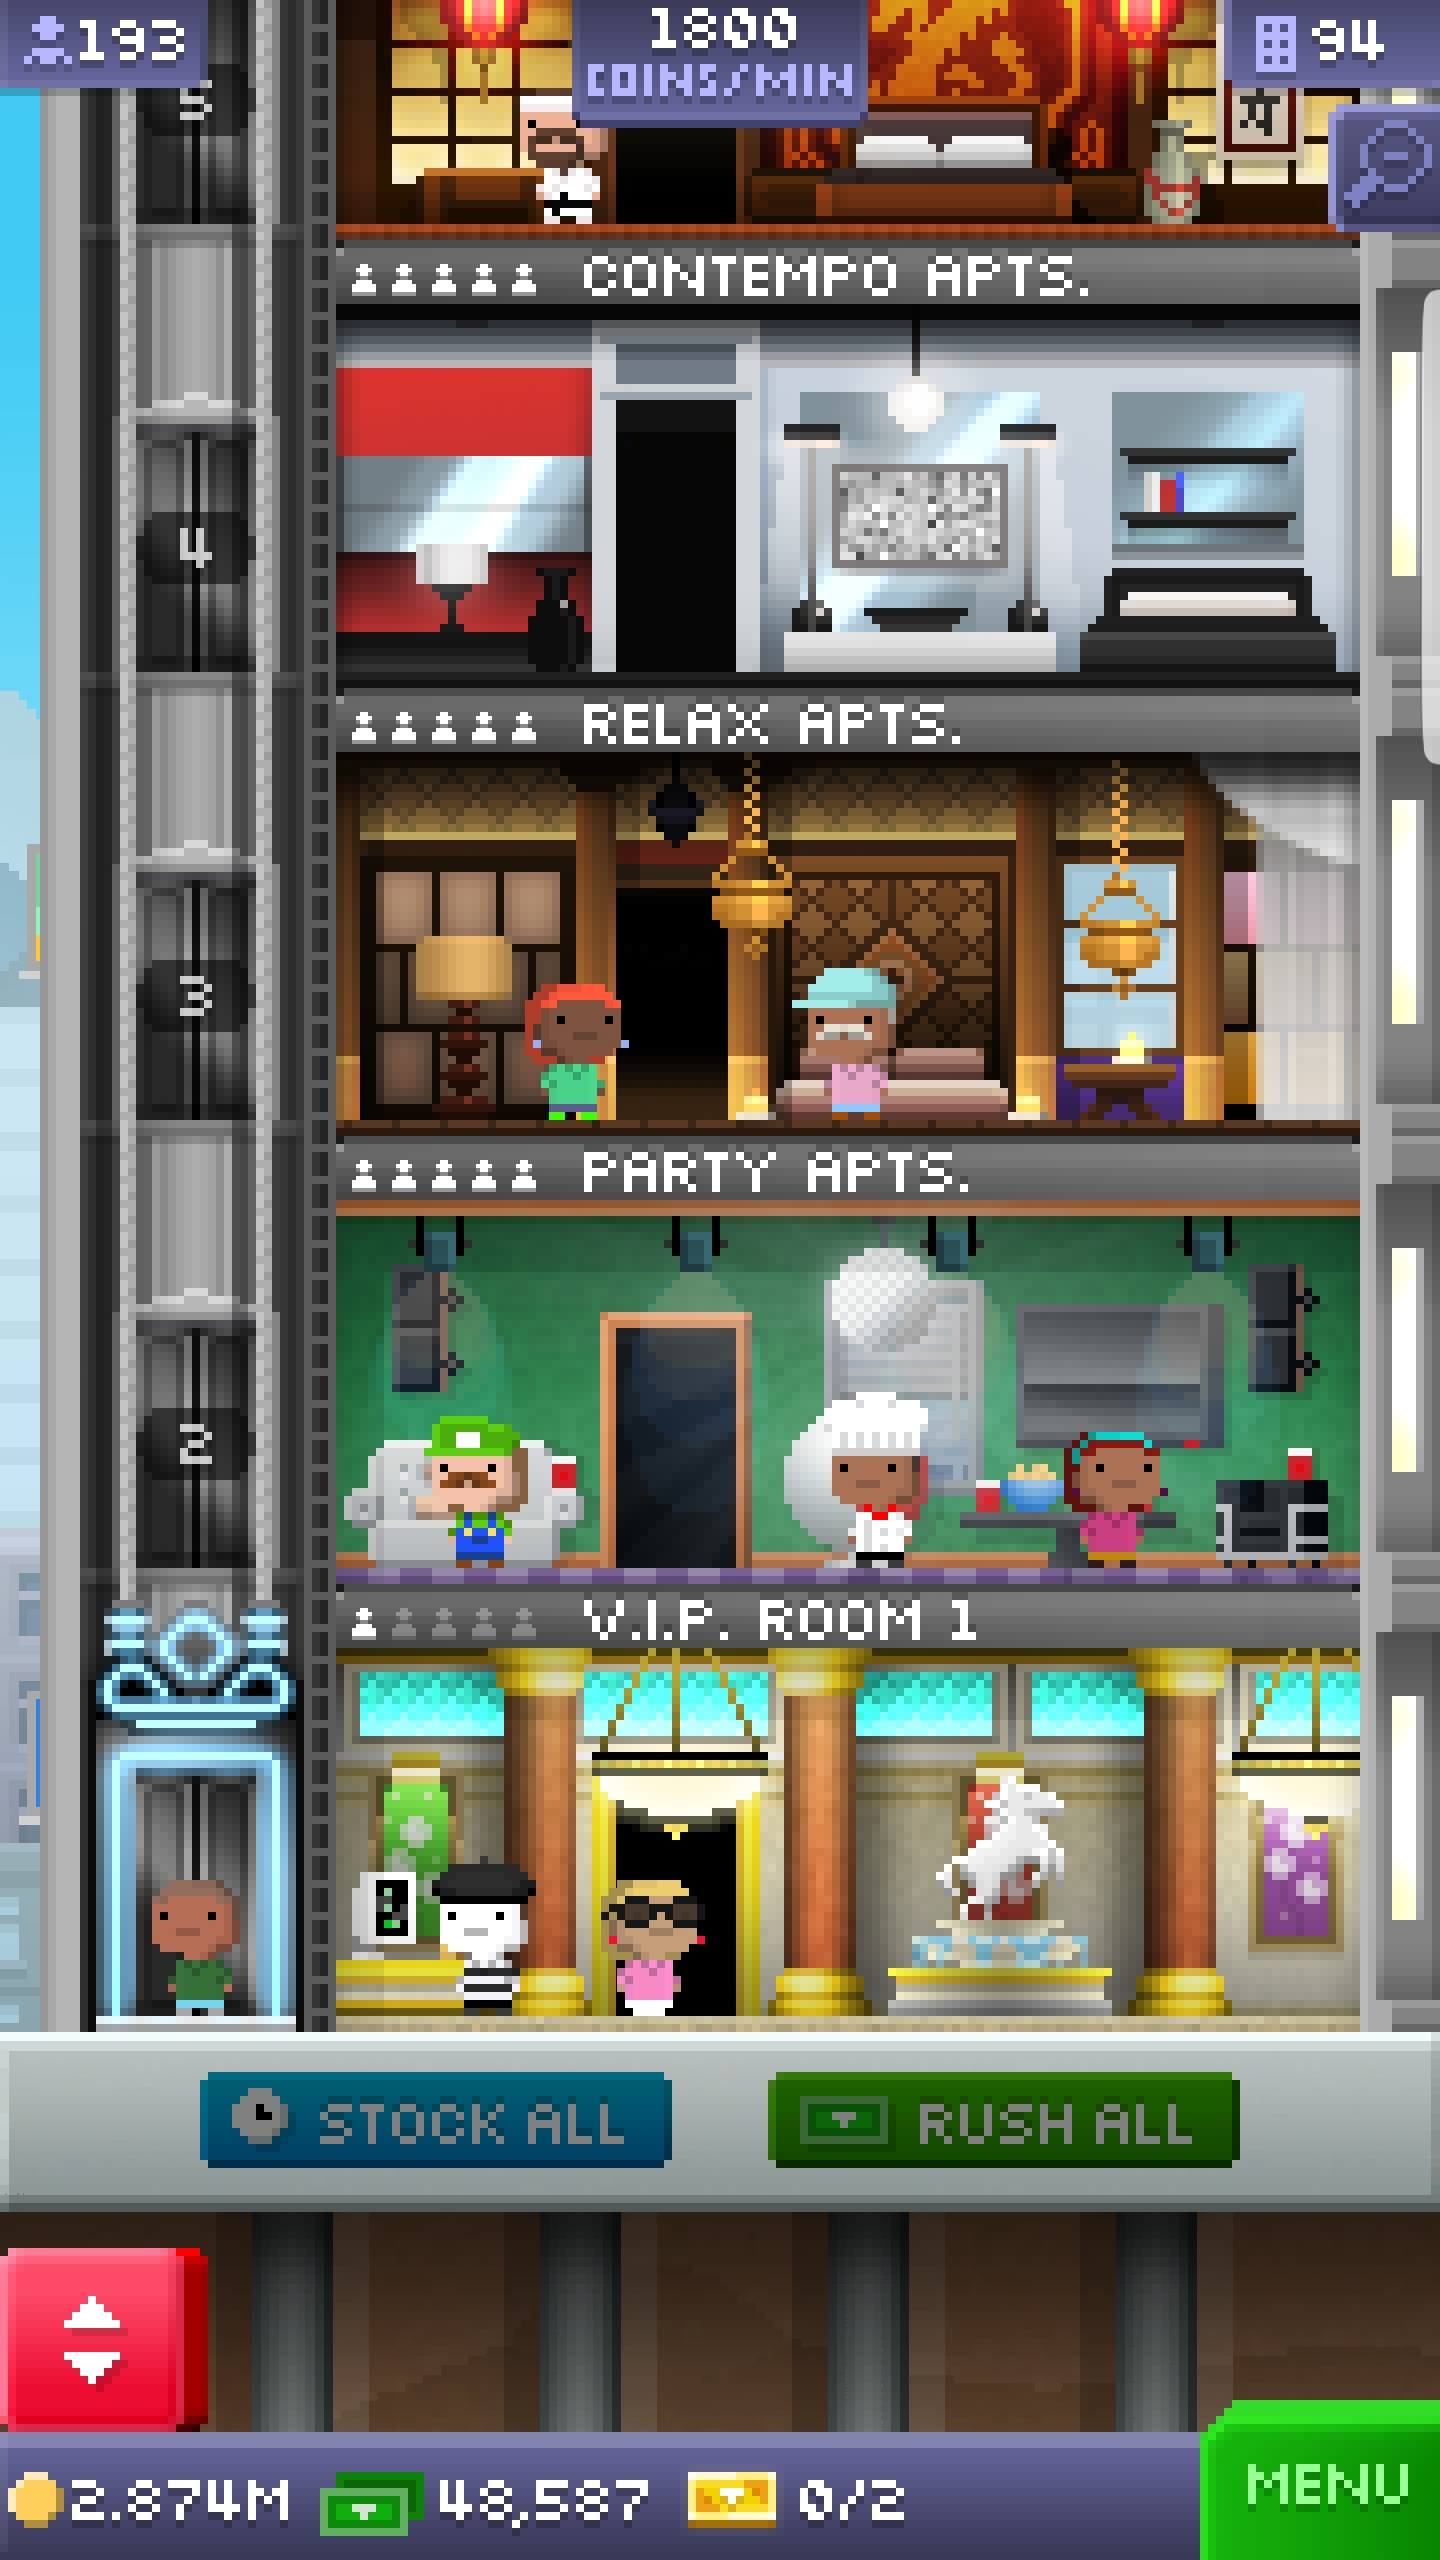 193
1800
COINS/MIN
94
5
CONTEMPO APTS.
4
RELAX APTS.
3
PARTY APTS.
2
V.I.P. ROOM 1
STOCK ALL
RUSH ALL
2.874M
48,587
0/2
MENU